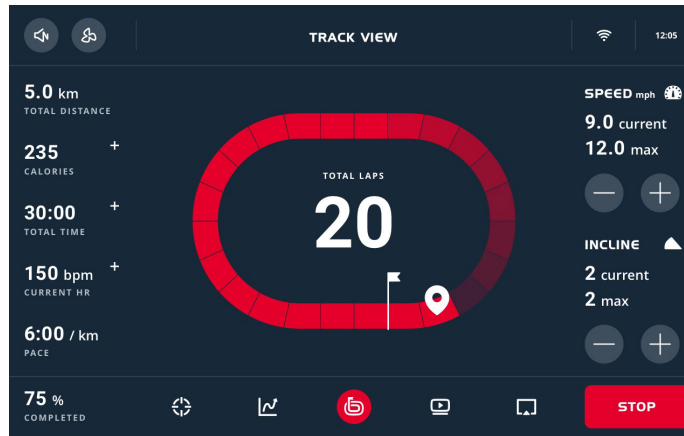 TRACK VIEW
12:05
5.0 km
TOTAL DISTANCE
235 +
CALORIES
30:00 +
TOTAL TIME
150 bpm +
CURRENT HR
6:00 / km
PACE
75 %
COMPLETED
TOTAL LAPS
20
SPEED mph
9.0 current
12.0 max
INCLINE
2 current
2 max
STOP